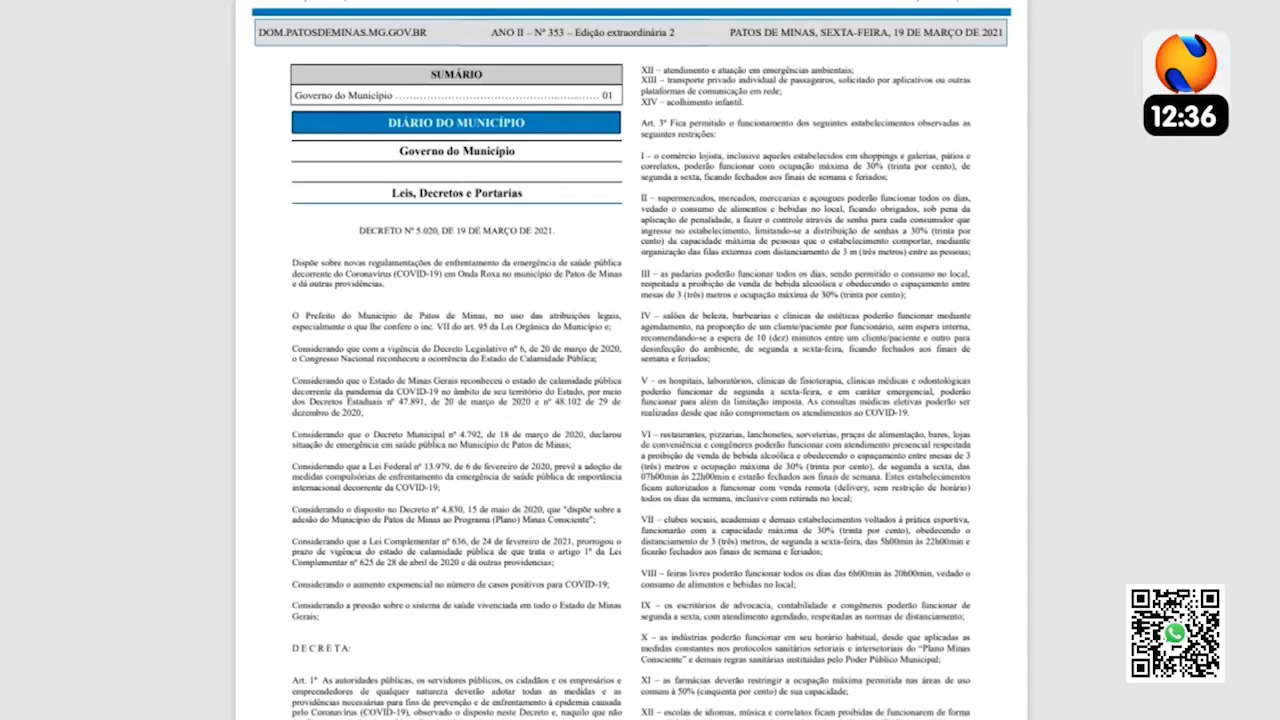 DOM.PATOSDEMINAS.MG.GOV.BR ANO II – Nº 353 – Edição extraordinária 2 PATOS DE MINAS, SEXTA-FEIRA, 19 DE MARÇO DE 2021
SUMÁRIO
Governo do Município ………………………………………………… 01
DIÁRIO DO MUNICÍPIO
Governo do Município
Leis, Decretos e Portarias
DECRETO Nº 5.020, DE 19 DE MARÇO DE 2021.
Dispõe sobre novas regulamentações de enfrentamento da emergência de saúde pública
decorrente do Coronavírus (COVID-19) em Onda Roxa no município de Patos de Minas
e dá outras providências.
O Prefeito do Município de Patos de Minas, no uso das atribuições legais,
especialmente o que lhe confere o inc. VII do art. 95 da Lei Orgânica do Município e;
Considerando que com a vigência do Decreto Legislativo nº 6, de 20 de março de 2020,
o Congresso Nacional reconheceu a ocorrência do Estado de Calamidade Pública;
Considerando que o Estado de Minas Gerais reconheceu o estado de calamidade pública
decorrente da pandemia da COVID-19 no âmbito de seu território do Estado, por meio
dos Decretos Estaduais nº 47.891, de 20 de março de 2020 e nº 48.102 de 29 de
dezembro de 2020;
Considerando que o Decreto Municipal nº 4.792, de 18 de março de 2020, declarou
situação de emergência em saúde pública no Município de Patos de Minas;
Considerando que a Lei Federal nº 13.979, de 6 de fevereiro de 2020, prevê a adoção de
medidas compulsórias de enfrentamento da emergência de saúde pública de importância
internacional decorrente da COVID-19;
Considerando o disposto no Decreto nº 4.830, 15 de maio de 2020, que "dispõe sobre a
adesão do Município de Patos de Minas ao Programa (Plano) Minas Consciente";
Considerando que a Lei Complementar nº 636, de 24 de fevereiro de 2021, prorrogou o
prazo de vigência do estado de calamidade pública de que trata o artigo 1º da Lei
Complementar nº 625 de 28 de abril de 2020 e dá outras providencias;
Considerando o aumento exponencial no número de casos positivos para COVID-19;
Considerando a pressão sobre o sistema de saúde vivenciada em todo o Estado de Minas
Gerais;
D E C R E T A:
Art. 1º As autoridades públicas, os servidores públicos, os cidadãos e os empresários e
empreendedores de qualquer natureza deverão adotar todas as medidas e as
providências necessárias para fins de prevenção e de enfrentamento à epidemia causada
pelo Coronavírus (COVID-19), observado o disposto neste Decreto e, naquilo que não
XII – atendimento e atuação em emergências ambientais;
XIII – transporte privado individual de passageiros, solicitado por aplicativos ou outras
plataformas de comunicação em rede;
XIV – acolhimento infantil.
Art. 3º Fica permitido o funcionamento dos seguintes estabelecimentos observadas as
seguintes restrições:
I – o comércio lojista, inclusive aqueles estabelecidos em shoppings e galerias, pátios e
correlatos, poderão funcionar com ocupação máxima de 30% (trinta por cento), de
segunda a sexta, ficando fechados aos finais de semana e feriados;
II – supermercados, mercados, mercearias e açougues poderão funcionar todos os dias,
vedado o consumo de alimentos e bebidas no local, ficando obrigados, sob pena da
aplicação de penalidade, a fazer o controle através de senha para cada consumidor que
ingresse no estabelecimento, limitando-se a distribuição de senhas a 30% (trinta por
cento) da capacidade máxima de pessoas que o estabelecimento comportar, mediante
organização das filas externas com distanciamento de 3 m (três metros) entre as pessoas;
III – as padarias poderão funcionar todos os dias, sendo permitido o consumo no local,
respeitada a proibição de venda de bebida alcoólica e obedecendo o espaçamento entre
mesas de 3 (três) metros e ocupação máxima de 30% (trinta por cento);
IV – salões de beleza, barbearias e clínicas de estéticas poderão funcionar mediante
agendamento, na proporção de um cliente/paciente por funcionário, sem espera interna,
recomendando-se a espera de 10 (dez) minutos entre um cliente/paciente e outro para
desinfecção do ambiente, de segunda a sexta-feira, ficando fechados aos finais de
semana e feriados;
V – os hospitais, laboratórios, clínicas de fisioterapia, clínicas médicas e odontológicas
poderão funcionar de segunda a sexta-feira, e em caráter emergencial, poderão
funcionar para além da limitação imposta. As consultas médicas eletivas poderão ser
realizadas desde que não comprometam os atendimentos ao COVID-19.
VI – restaurantes, pizzarias, lanchonetes, sorveterias, praças de alimentação, bares, lojas
de conveniência e congêneres poderão funcionar com atendimento presencial respeitada
a proibição de venda de bebida alcoólica e obedecendo o espaçamento entre mesas de 3
(três) metros e ocupação máxima de 30% (trinta por cento), de segunda a sexta, das
07h00min às 22h00min e estarão fechados aos finais de semana. Estes estabelecimentos
ficam autorizados a funcionar com venda remota (delivery, sem restrição de horário)
todos os dias da semana, inclusive com retirada no local;
VII – clubes sociais, academias e demais estabelecimentos voltados à prática esportiva,
funcionarão com a capacidade máxima de 30% (trinta por cento), obedecendo o
distanciamento de 3 (três) metros, de segunda a sexta-feira, das 5h00min às 22h00min e
ficarão fechados aos finais de semana e feriados;
VIII – feiras livres poderão funcionar todos os dias das 6h00min às 20h00min, vedado o
consumo de alimentos e bebidas no local;
IX – os escritórios de advocacia, contabilidade e congêneres poderão funcionar de
segunda a sexta, com atendimento agendado, respeitadas as normas de distanciamento;
X – as indústrias poderão funcionar em seu horário habitual, desde que aplicadas as
medidas constantes nos protocolos sanitários setoriais e intersetoriais do “Plano Minas
Consciente” e demais regras sanitárias instituídas pelo Poder Público Municipal;
XI – as farmácias deverão restringir a ocupação máxima permitida nas áreas de uso
comum à 50% (cinquenta por cento) de sua capacidade;
XII – escolas de idiomas, música e correlatos ficam proibidas de funcionarem de forma
12:36